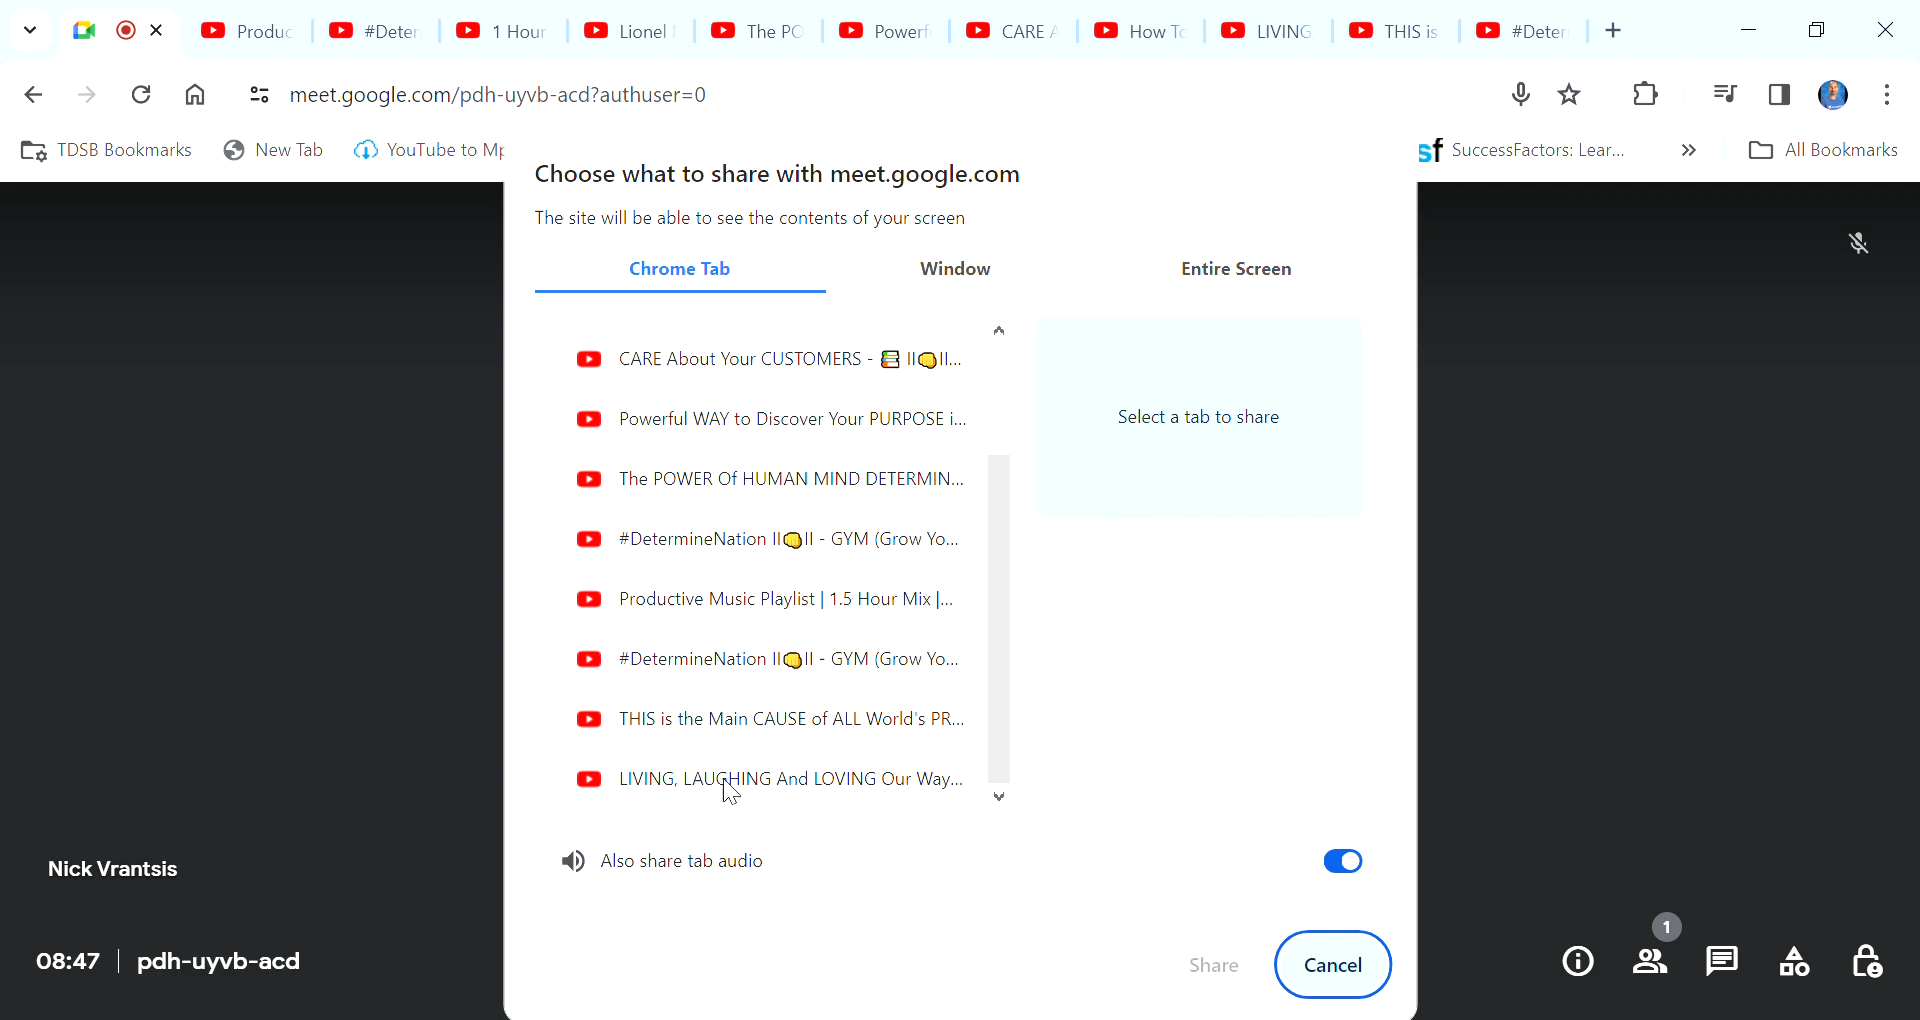 Produc
#Deter
1 Hour
Lionel
The PO
Powerf
CARE A
How To
LIVING
THIS is
#Deter
meet.google.com/pdh-uyvb-acd?authuser=0
TDSB Bookmarks
New Tab
YouTube to Mp
sf SuccessFactors: Lear...
All Bookmarks
Choose what to share with meet.google.com
The site will be able to see the contents of your screen
Chrome Tab
Window
Entire Screen
CARE About Your CUSTOMERS - 📚 II👊II...
Powerful WAY to Discover Your PURPOSE i...
The POWER Of HUMAN MIND DETERMIN...
#DetermineNation II👊II - GYM (Grow Yo...
Productive Music Playlist | 1.5 Hour Mix |...
#DetermineNation II👊II - GYM (Grow Yo...
THIS is the Main CAUSE of ALL World's PR...
LIVING, LAUGHING And LOVING Our Way...
Select a tab to share
Also share tab audio
Share
Cancel
Nick Vrantsis
08:47 | pdh-uyvb-acd
1